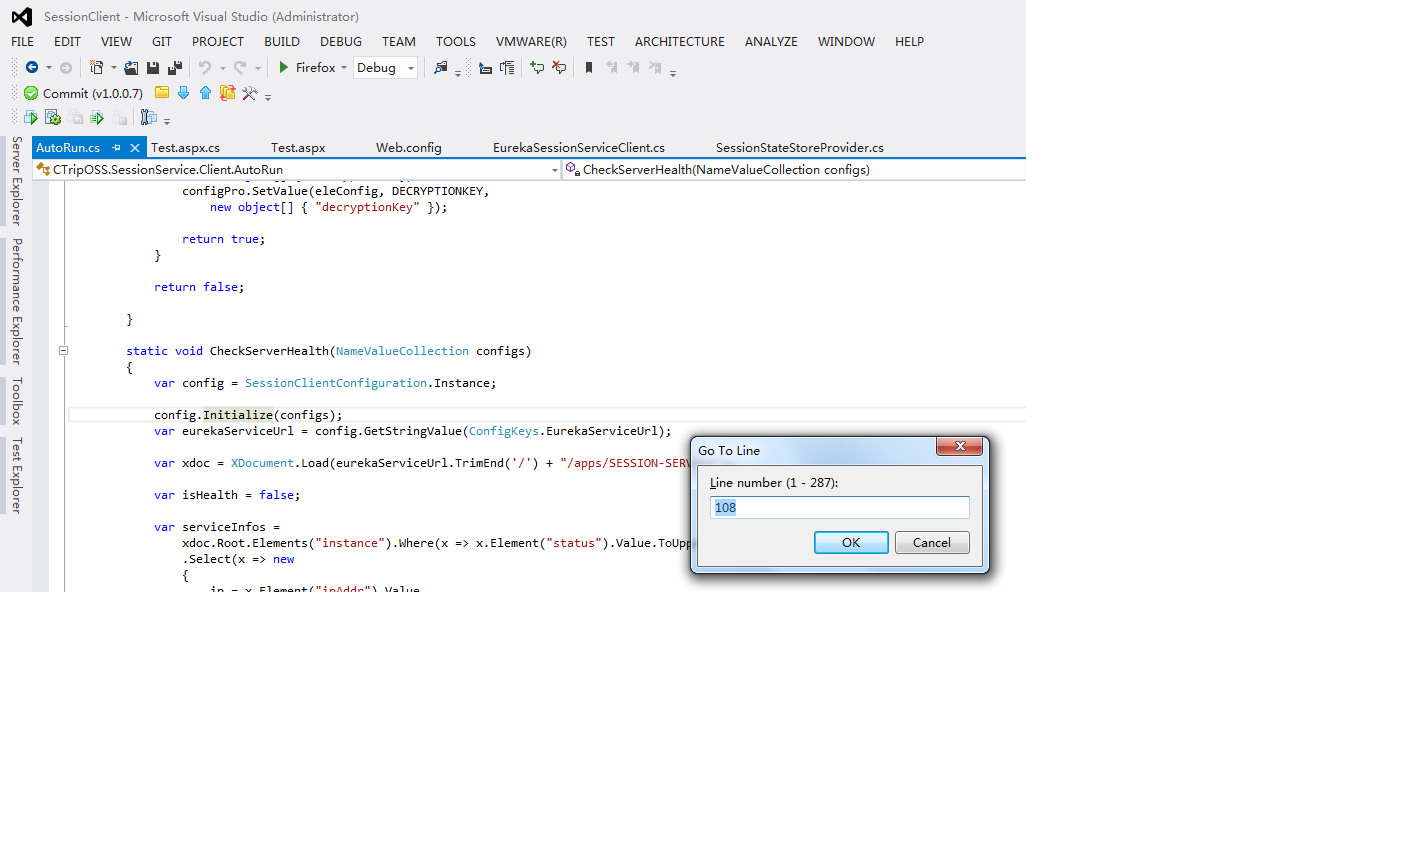 SessionClient - Microsoft Visual Studio (Administrator)
FILE EDIT VIEW GIT PROJECT BUILD DEBUG TEAM TOOLS VMWARE(R) TEST ARCHITECTURE ANALYZE WINDOW HELP
Firefox Debug
Commit (v1.0.0.7)
Server Explorer
Performance Explorer
Toolbox
Test Explorer
AutoRun.cs Test.aspx.cs Test.aspx Web.config EurekaSessionServiceClient.cs SessionStateStoreProvider.cs
CTripOSS.SessionService.Client.AutoRun CheckServerHealth(NameValueCollection configs)
configPro.SetValue(eleConfig, DECRYPTIONKEY,
new object[] { "decryptionKey" });
return true;
}
return false;
}
static void CheckServerHealth(NameValueCollection configs)
{
var config = SessionClientConfiguration.Instance;
config.Initialize(configs);
var eurekaServiceUrl = config.GetStringValue(ConfigKeys.EurekaServiceUrl);
var xdoc = XDocument.Load(eurekaServiceUrl.TrimEnd('/') + "/apps/SESSION-SER
var isHealth = false;
var serviceInfos =
xdoc.Root.Elements("instance").Where(x => x.Element("status").Value.ToUpp
.Select(x => new
{
ip = x.Element("ipAddr").Value
Go To Line
Line number (1 - 287):
108
OK Cancel